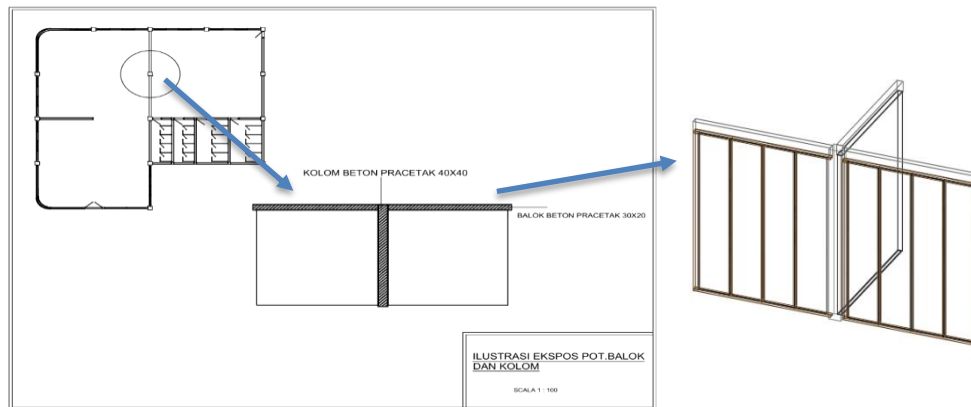 KOLOM BETON PRACETAK 40X40
BALOK BETON PRACETAK 30X20
ILUSTRASI EKSPOS POT.BALOK
DAN KOLOM
SCALA 1 : 100